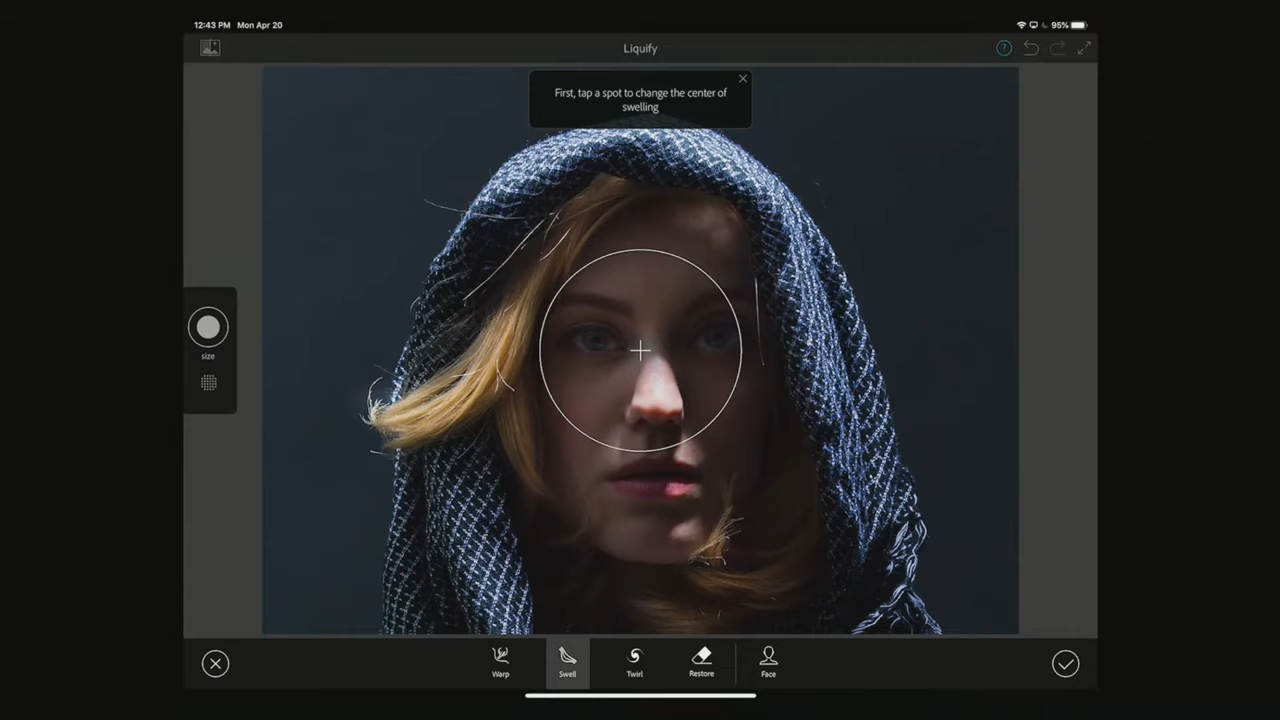 12:43 PM Mon Apr 20
95%
Liquify
?
First, tap a spot to change the center of
swelling
size
Warp
Swell
Twirl
Restore
Face